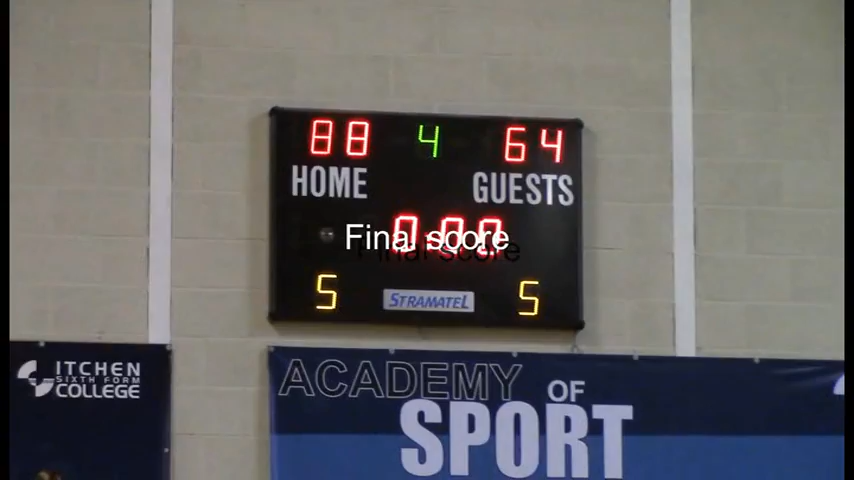 88 4 64
HOME GUESTS
0:00
Final score
5 STRAMATEL 5
ITCHEN
SIXTH FORM
COLLEGE
ACADEMY OF
SPORT